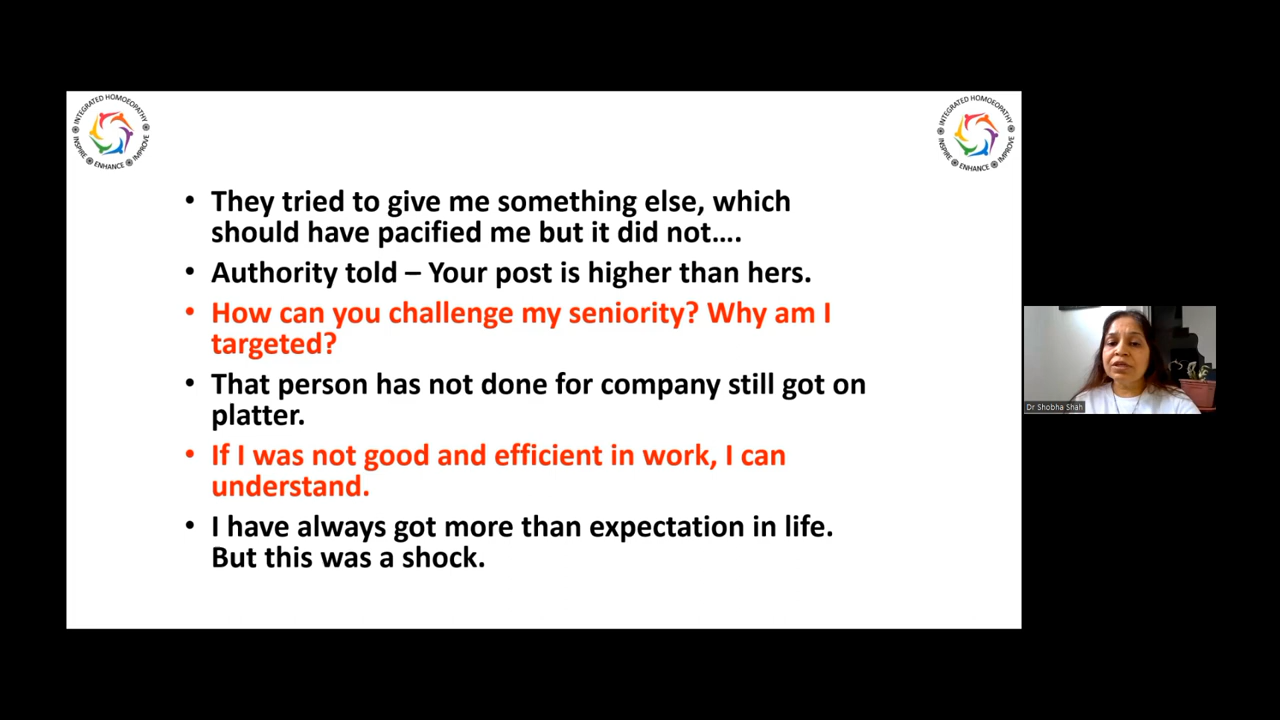 INTEGRATED HOMOEOPATHY
INSPIRE ENHANCE IMPROVE
INTEGRATED HOMOEOPATHY
INSPIRE ENHANCE IMPROVE
• They tried to give me something else, which
should have pacified me but it did not....
• Authority told – Your post is higher than hers.
• How can you challenge my seniority? Why am I
targeted?
• That person has not done for company still got on
platter.
• If I was not good and efficient in work, I can
understand.
• I have always got more than expectation in life.
But this was a shock.
Dr Shobha Shah